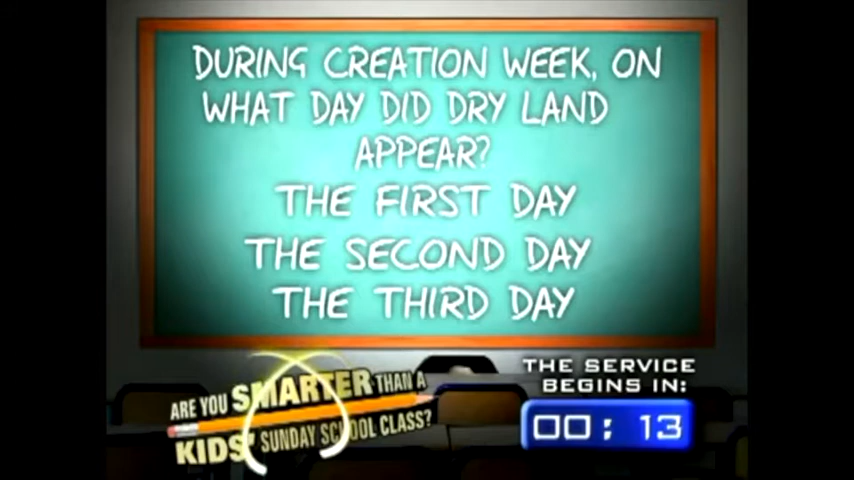 DURING CREATION WEEK, ON
WHAT DAY DID DRY LAND
APPEAR?
THE FIRST DAY
THE SECOND DAY
THE THIRD DAY
ARE YOU SMARTER THAN A
KIDS' SUNDAY SCHOOL CLASS?
THE SERVICE
BEGINS IN:
00:13